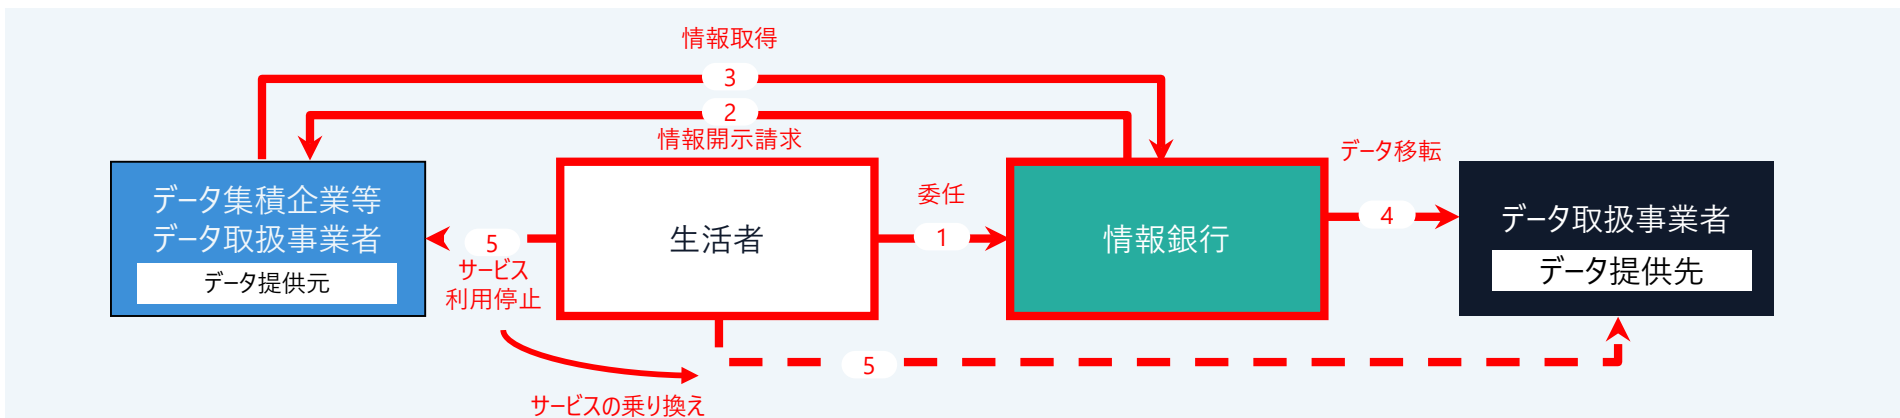 情報取得
3
2
情報開示請求
データ移転
データ集積企業等
データ取扱事業者
データ提供元
5
サービス
利用停止
生活者
委任
1
情報銀行
4
データ取扱事業者
データ提供先
5
サービスの乗り換え